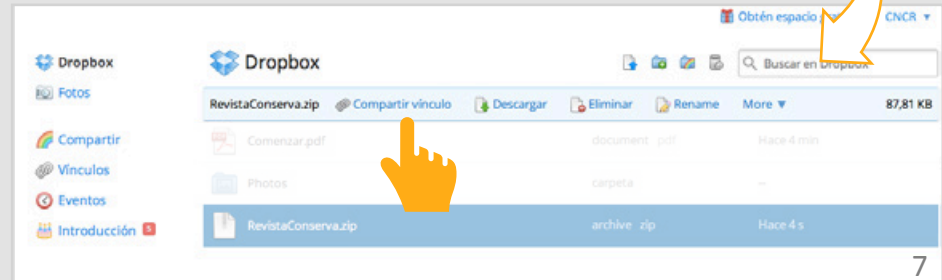 Obtén espacio CNCR ▼
Dropbox
Fotos
Compartir
Vínculos
Eventos
Introducción 5
Dropbox
Buscar en Dropbox
RevistaConserva.zip Compartir vínculo Descargar Eliminar Rename More ▼ 87,81 KB
Comenzar.pdf document pdf Hace 4 min
Photos carpeta --
RevistaConserva.zip archive zip Hace 4 s
7